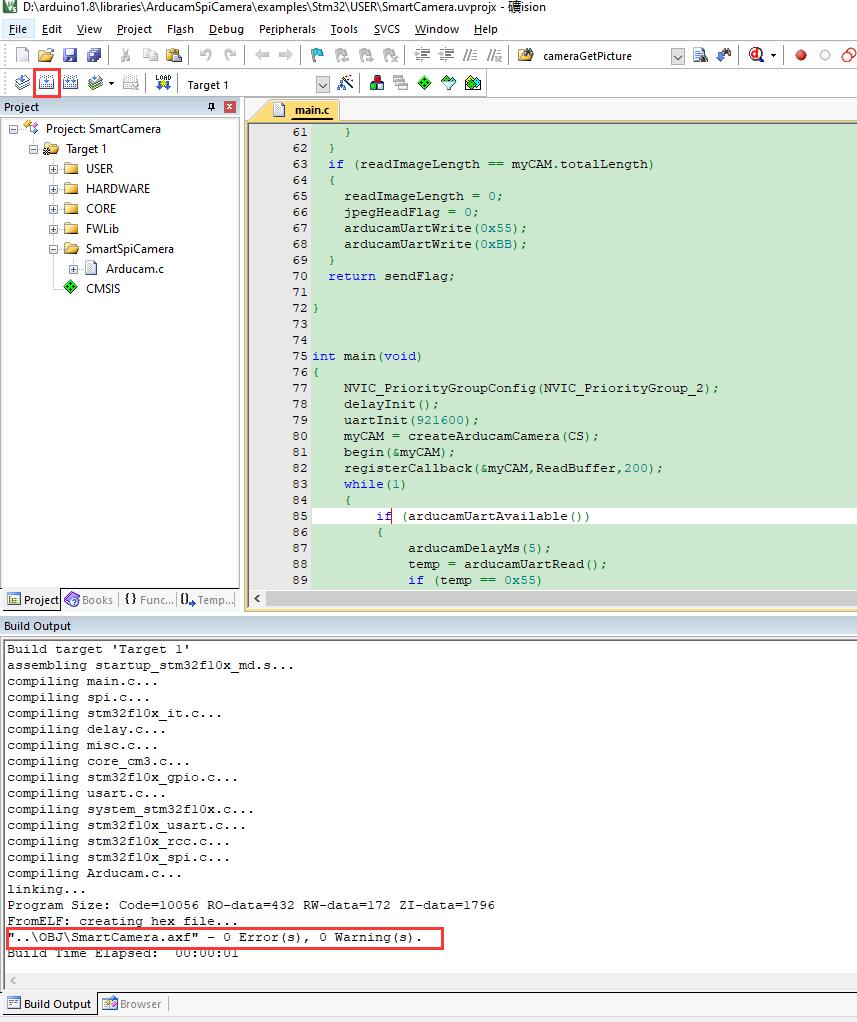 D:\arduino1.8\libraries\ArducamSpiCamera\examples\Stm32\USER\SmartCamera.uvprojx - 礦ision
File Edit View Project Flash Debug Peripherals Tools SVCS Window Help
cameraGetPicture
LOAD Target 1
Project
main.c
Project: SmartCamera
Target 1
USER
HARDWARE
CORE
FWLib
SmartSpiCamera
Arducam.c
CMSIS
61 }
62 }
63 if (readImageLength == myCAM.totalLength)
64 {
65 readImageLength = 0;
66 jpegHeadFlag = 0;
67 arducamUartWrite(0x55);
68 arducamUartWrite(0xBB);
69 }
70 return sendFlag;
71
72 }
73
74
75 int main(void)
76 {
77 NVIC_PriorityGroupConfig(NVIC_PriorityGroup_2);
78 delayInit();
79 uartInit(921600);
80 myCAM = createArducamCamera(CS);
81 begin(&myCAM);
82 registerCallback(&myCAM,ReadBuffer,200);
83 while(1)
84 {
85 if (arducamUartAvailable())
86 {
87 arducamDelayMs(5);
88 temp = arducamUartRead();
89 if (temp == 0x55)
Project Books {} Func... Temp...
Build Output
Build target 'Target 1'
assembling startup_stm32f10x_md.s...
compiling main.c...
compiling spi.c...
compiling stm32f10x_it.c...
compiling delay.c...
compiling misc.c...
compiling core_cm3.c...
compiling stm32f10x_gpio.c...
compiling usart.c...
compiling system_stm32f10x.c...
compiling stm32f10x_usart.c...
compiling stm32f10x_rcc.c...
compiling stm32f10x_spi.c...
compiling Arducam.c...
linking...
Program Size: Code=10056 RO-data=432 RW-data=172 ZI-data=1796
FromELF: creating hex file...
"..\OBJ\SmartCamera.axf" - 0 Error(s), 0 Warning(s).
Build Time Elapsed: 00:00:01
Build Output Browser